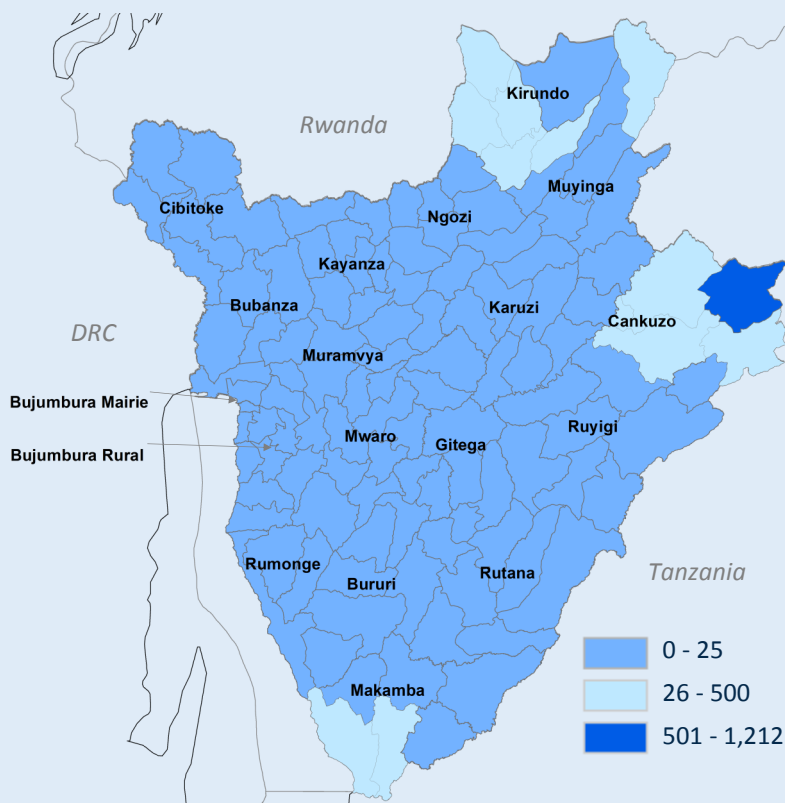 Kirundo
Rwanda
Muyinga
Cibitoke
Ngozi
Kayanza
Bubanza
Karuzi
Cankuzo
DRC
Muramvya
Bujumbura Mairie
Ruyigi
Mwaro
Gitega
Bujumbura Rural
Rumonge
Bururi
Rutana
Tanzania
0 - 25
Makamba
26 - 500
501 - 1,212